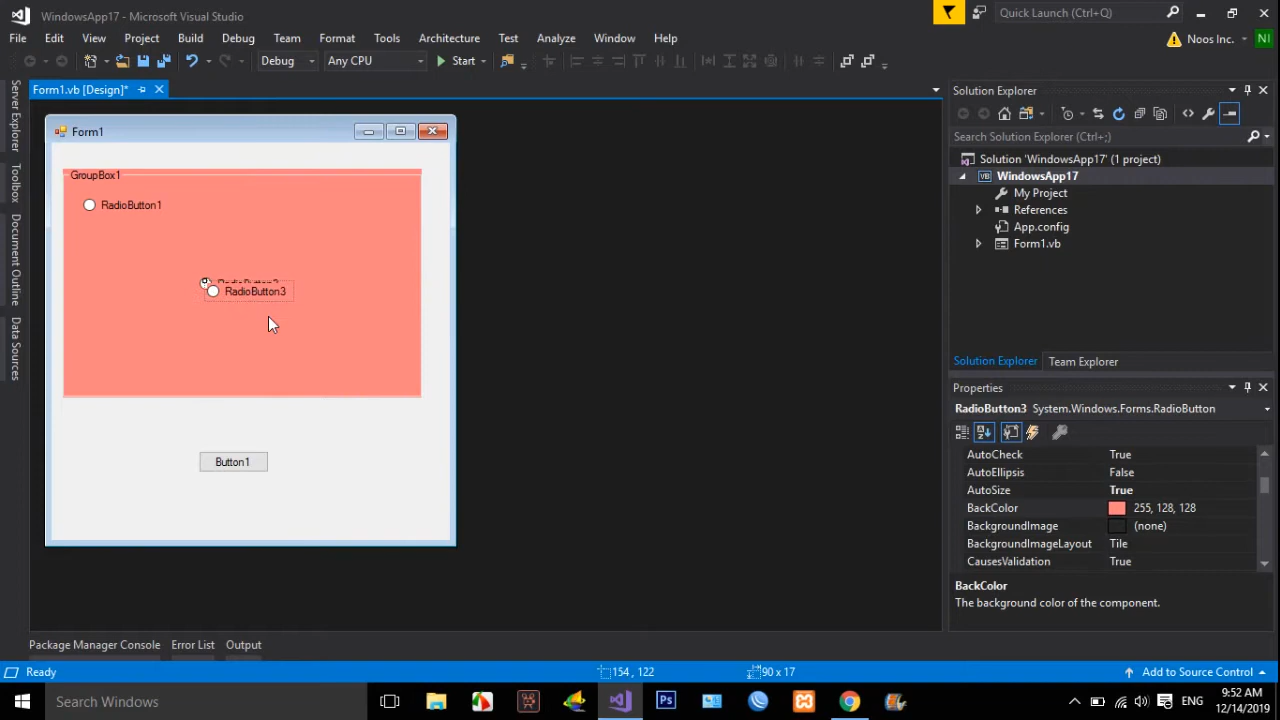 WindowsApp17 - Microsoft Visual Studio
Quick Launch (Ctrl+Q)
File Edit View Project Build Debug Team Format Tools Architecture Test Analyze Window Help
Noos Inc. NI
Debug Any CPU Start
Form1.vb [Design]*
Server Explorer
Toolbox
Document Outline
Data Sources
Form1
GroupBox1
RadioButton1
RadioButton3
Button1
Solution Explorer
Search Solution Explorer (Ctrl+;)
Solution 'WindowsApp17' (1 project)
VB WindowsApp17
My Project
References
App.config
Form1.vb
Solution Explorer Team Explorer
Properties
RadioButton3 System.Windows.Forms.RadioButton
AutoCheck True
AutoEllipsis False
AutoSize True
BackColor 255, 128, 128
BackgroundImage (none)
BackgroundImageLayout Tile
CausesValidation True
BackColor
The background color of the component.
Package Manager Console Error List Output
Ready 154 , 122 90 x 17 Add to Source Control
Search Windows
Ps
ENG
9:52 AM
12/14/2019